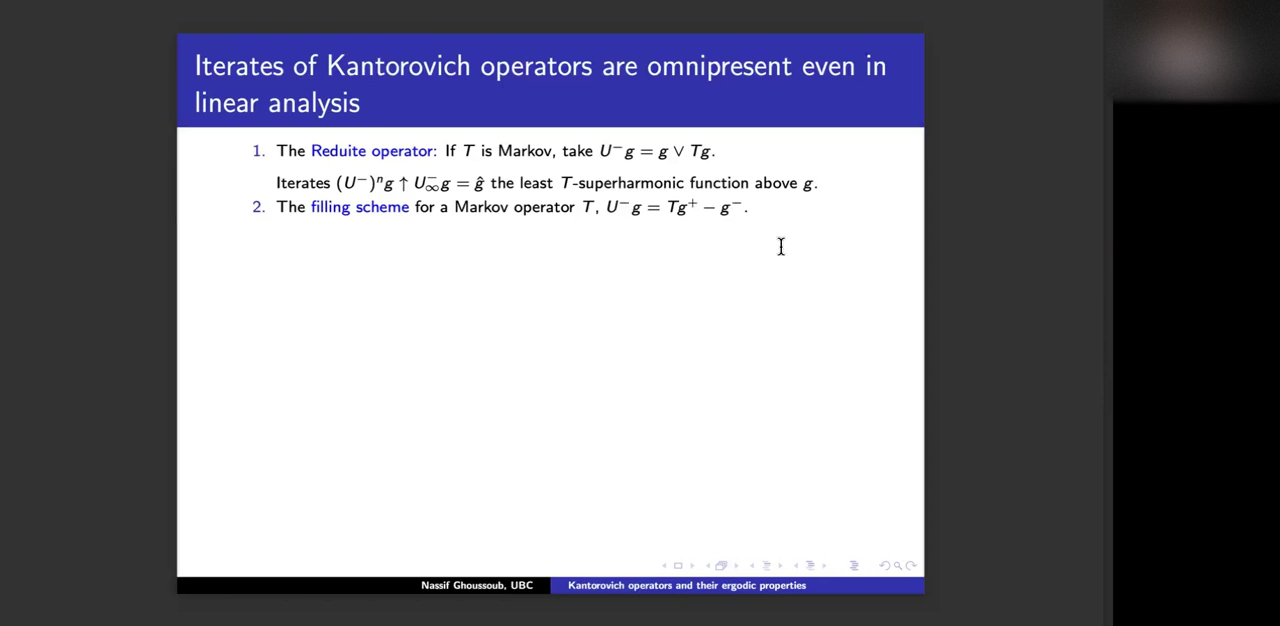 Iterates of Kantorovich operators are omnipresent even in
linear analysis
1. The Reduite operator: If T is Markov, take U⁻g = g ∨ Tg.
Iterates (U⁻)ⁿg ↑ U⁻∞g = ĝ the least T-superharmonic function above g.
2. The filling scheme for a Markov operator T, U⁻g = Tg⁺ − g⁻.
Nassif Ghoussoub, UBC Kantorovich operators and their ergodic properties